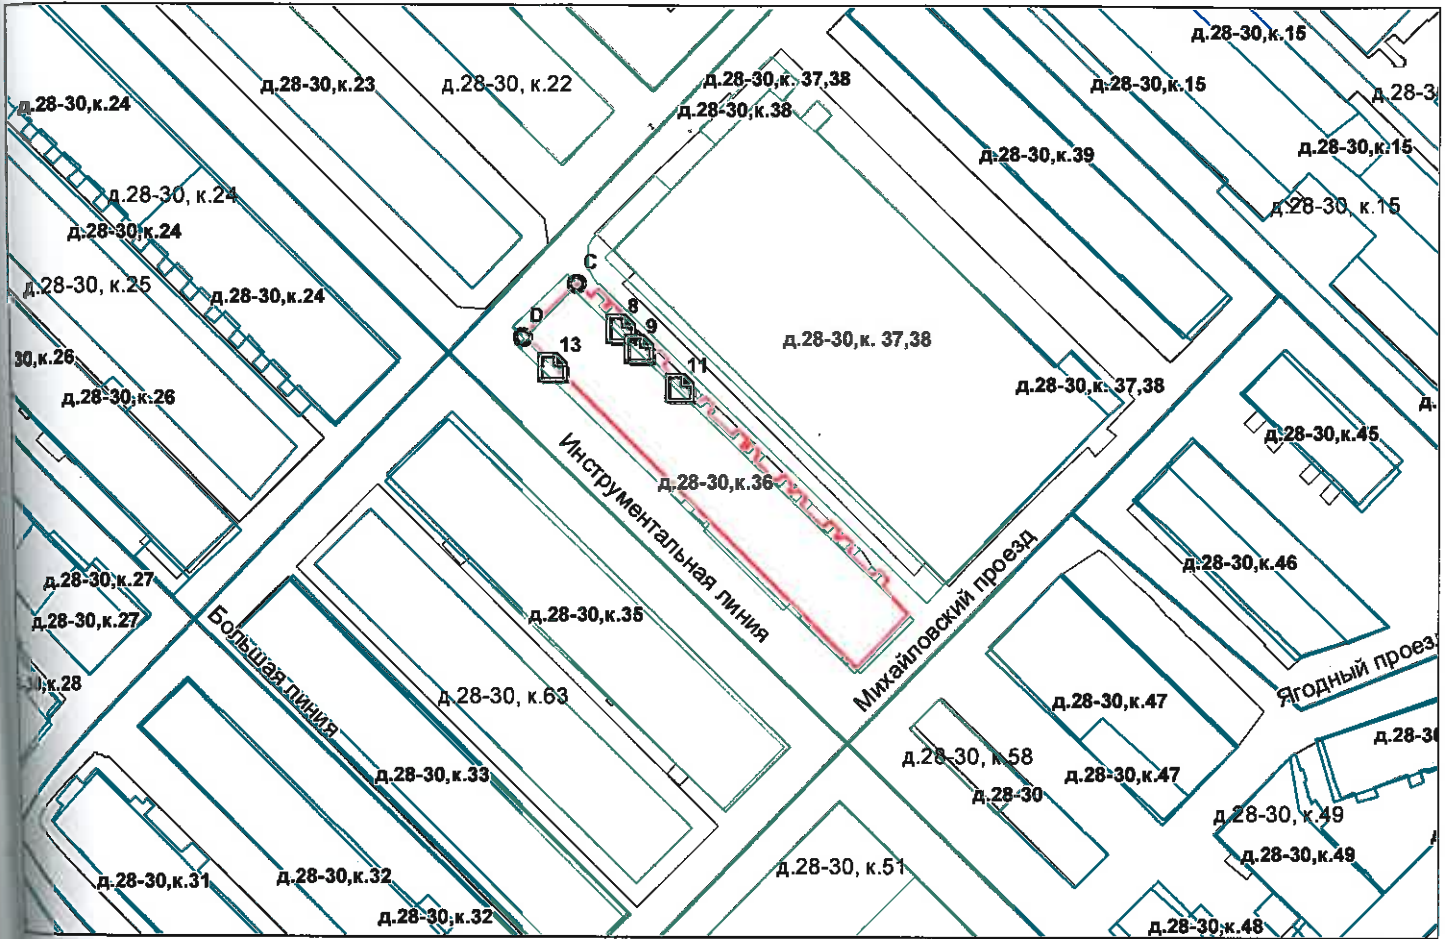 д.28-30,к.15
д.28-30,к.23
д.28-30, к.22
д.28-30,к. 37,38
д.28-30,к.15
д.28-3
д.28-30,к.24
д.28-30,к.38
д.28-30,к.39
д.28-30,к.15
д.28-30, к.24
д.28-30, к.15
д.28-30,к.24
C
д.28-30, к.25
д.28-30,к.24
8
D
9
13
д.28-30,к. 37,38
30,к.26
11
д.28-30,к. 37,38
д.28-30,к.26
д.
д.28-30,к.45
д.28-30,к.36
Инструментальная линия
Михайловский проезд
д.28-30,к.46
д.28-30,к.27
д.28-30,к.27
д.28-30,к.35
Большая линия
Ягодный проезд
к.28
д.28-30, к.63
д.28-30,к.47
д.28-30
д.28-30, к.58
д.28-30,к.33
д.28-30,к.47
д.28-30
д.28-30, к.49
д.28-30,к.49
д.28-30, к.51
д.28-30,к.31
д.28-30,к.32
д.28-30,к.32
д.28-30,к.48